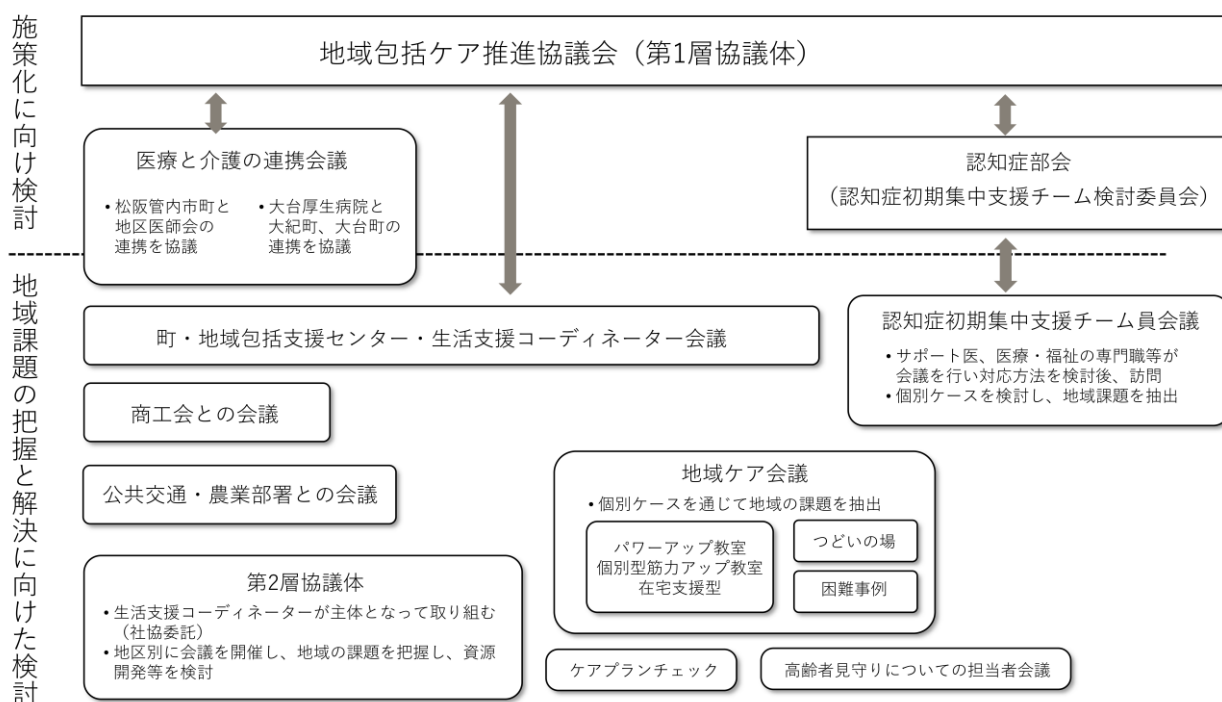 施策化に向け検討
地域包括ケア推進協議会（第1層協議体）
医療と介護の連携会議
• 松阪管内市町と
地区医師会の
連携を協議
• 大台厚生病院と
大紀町、大台町の
連携を協議
認知症部会
（認知症初期集中支援チーム検討委員会）
地域課題の把握と解決に向けた検討
町・地域包括支援センター・生活支援コーディネーター会議
認知症初期集中支援チーム員会議
• サポート医、医療・福祉の専門職等が
会議を行い対応方法を検討後、訪問
• 個別ケースを検討し、地域課題を抽出
商工会との会議
公共交通・農業部署との会議
地域ケア会議
• 個別ケースを通じて地域の課題を抽出
パワーアップ教室
個別型筋力アップ教室
在宅支援型
つどいの場
困難事例
第2層協議体
• 生活支援コーディネーターが主体となって取り組む
（社協委託）
• 地区別に会議を開催し、地域の課題を把握し、資源
開発等を検討
ケアプランチェック
高齢者見守りについての担当者会議